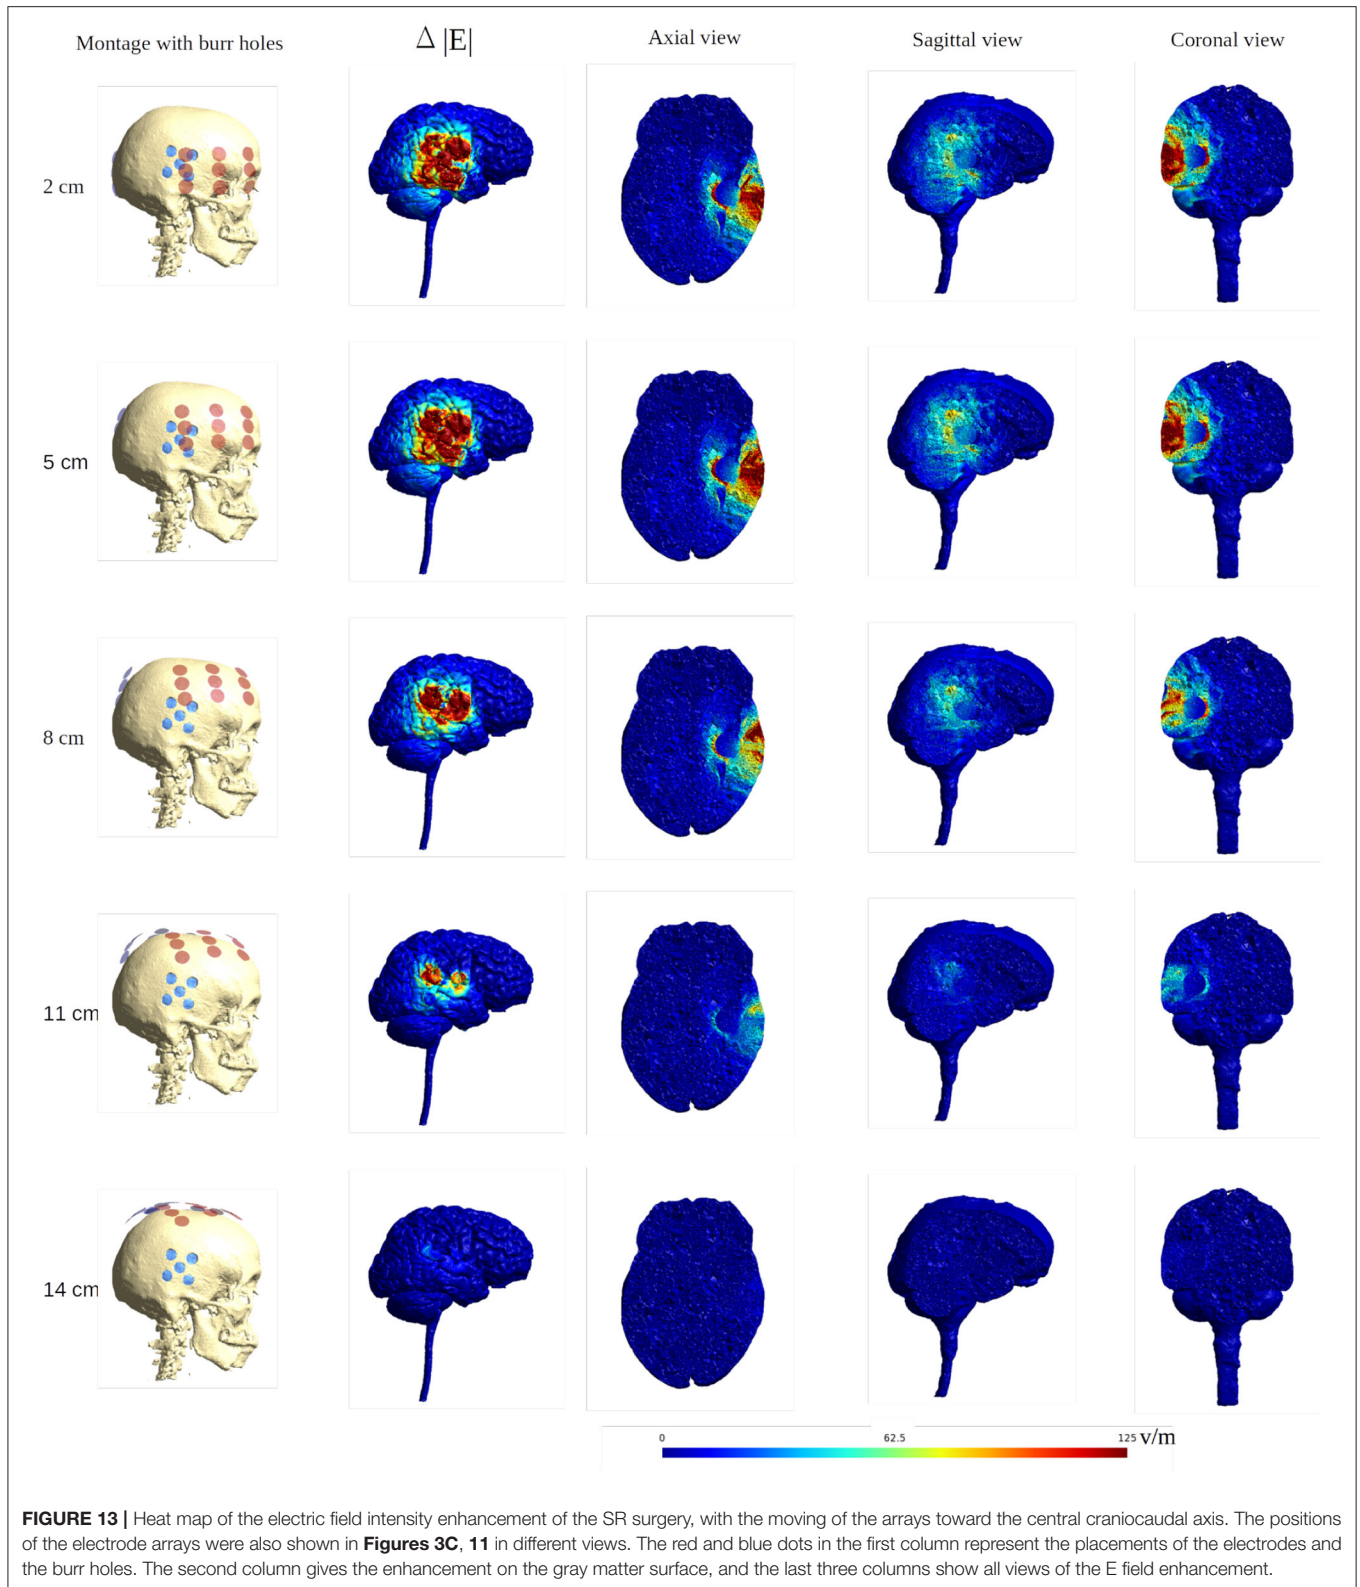 Montage with burr holes
Δ |E|
Axial view
Sagittal view
Coronal view
2 cm
5 cm
8 cm
11 cm
14 cm
0
62.5
125 v/m
FIGURE 13 | Heat map of the electric field intensity enhancement of the SR surgery, with the moving of the arrays toward the central craniocaudal axis. The positions
of the electrode arrays were also shown in Figures 3C, 11 in different views. The red and blue dots in the first column represent the placements of the electrodes and
the burr holes. The second column gives the enhancement on the gray matter surface, and the last three columns show all views of the E field enhancement.